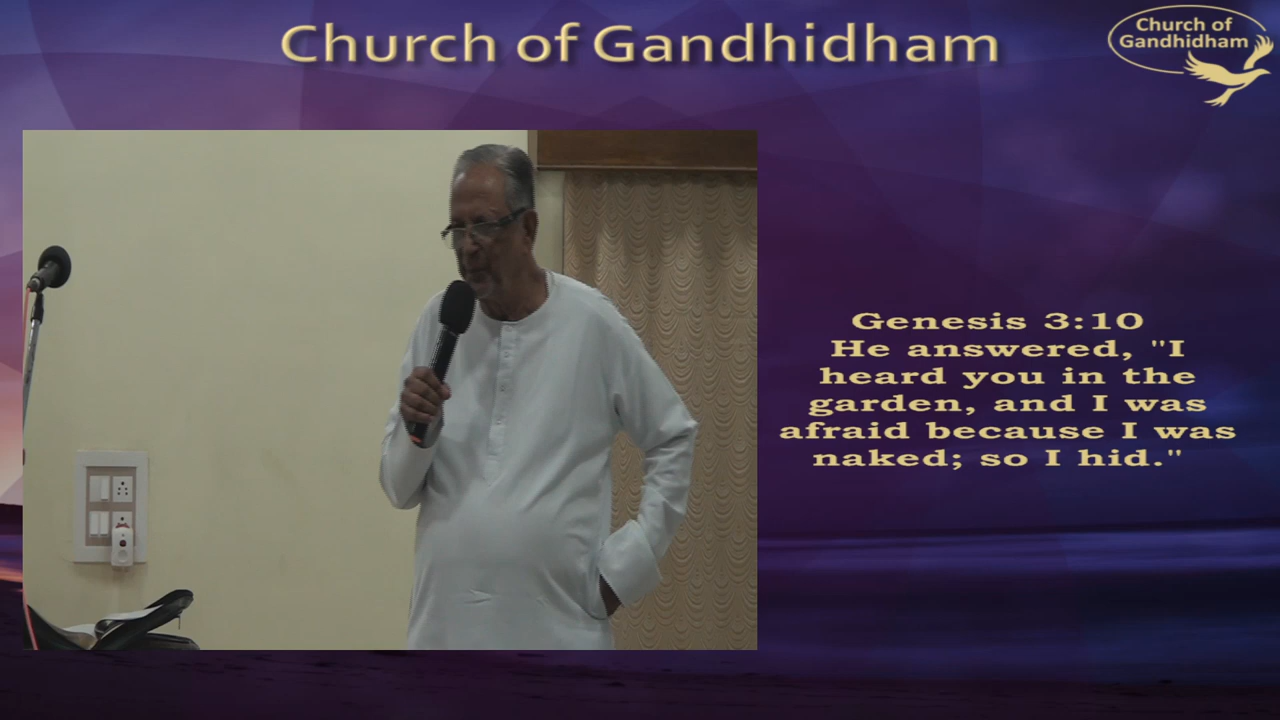 Church of Gandhidham
Church of
Gandhidham
Genesis 3:10
He answered, "I
heard you in the
garden, and I was
afraid because I was
naked; so I hid."